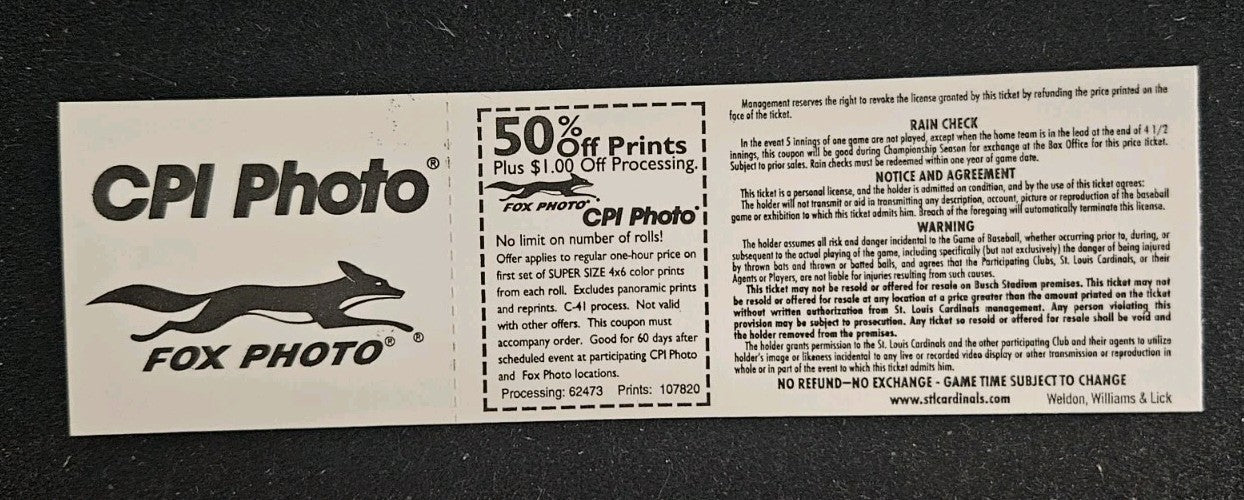 CPI Photo®
FOX PHOTO® ®
50% Off Prints
Plus $1.00 Off Processing.
FOX PHOTO®
CPI Photo®
No limit on number of rolls!
Offer applies to regular one-hour price on
first set of SUPER SIZE 4x6 color prints
from each roll. Excludes panoramic prints
and reprints. C-41 process. Not valid
with other offers. This coupon must
accompany order. Good for 60 days after
scheduled event at participating CPI Photo
and Fox Photo locations.
Processing: 62473 Prints: 107820
Management reserves the right to revoke the license granted by this ticket by refunding the price printed on the
face of the ticket.
RAIN CHECK
In the event 5 innings of one game are not played, except when the home team is in the lead at the end of 4 1/2
innings, this coupon will be good during Championship Season for exchange at the Box Office for this price ticket.
Subject to prior sales. Rain checks must be redeemed within one year of game date.
NOTICE AND AGREEMENT
This ticket is a personal license, and the holder is admitted on condition, and by the use of this ticket agrees:
The holder will not transmit or aid in transmitting any description, account, picture or reproduction of the baseball
game or exhibition to which this ticket admits him. Breach of the foregoing will automatically terminate this license.
WARNING
The holder assumes all risk and danger incidental to the Game of Baseball, whether occurring prior to, during, or
subsequent to the actual playing of the game, including specifically (but not exclusively) the danger of being injured
by thrown bats and thrown or batted balls, and agrees that the Participating Clubs, St. Louis Cardinals, or their
Agents or Players, are not liable for injuries resulting from such causes.
This ticket may not be resold or offered for resale on Busch Stadium premises. This ticket may not
be resold or offered for resale at any location at a price greater than the amount printed on the ticket
without written authorization from St. Louis Cardinals management. Any person violating this
provision may be subject to prosecution. Any ticket so resold or offered for resale shall be void and
the holder removed from the premises.
The holder grants permission to the St. Louis Cardinals and the other participating Club and their agents to utilize
holder's image or likeness incidental to any live or recorded video display or other transmission or reproduction in
whole or in part of the event to which this ticket admits him.
NO REFUND—NO EXCHANGE - GAME TIME SUBJECT TO CHANGE
www.stlcardinals.com Weldon, Williams & Lick